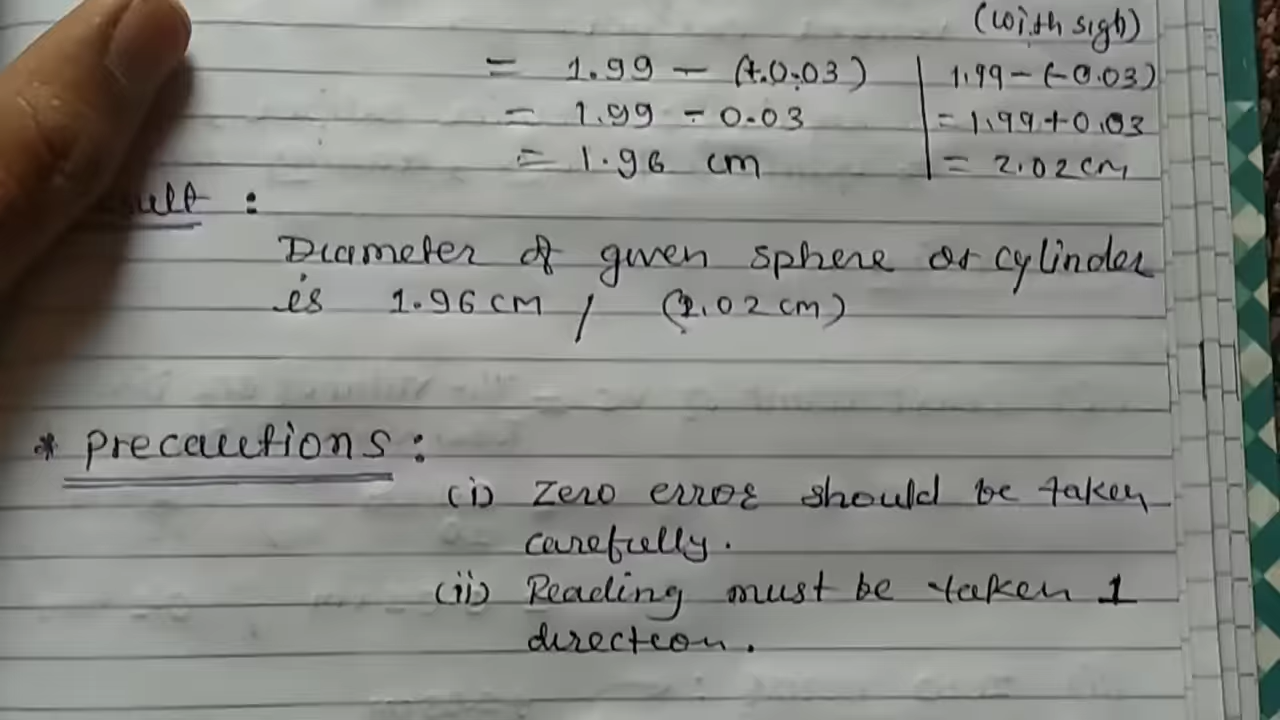 (with sigh)
= 1.99 - (+0.03) | 1.99 - (-0.03)
= 1.99 - 0.03 | = 1.99+0.03
= 1.96 cm | = 2.02 cm
:
Diameter of given sphere or cylinder
is 1.96 cm / (2.02 cm)
* Precautions :
(i) Zero error should be taken
carefully.
(ii) Reading must be taken 1
direction.